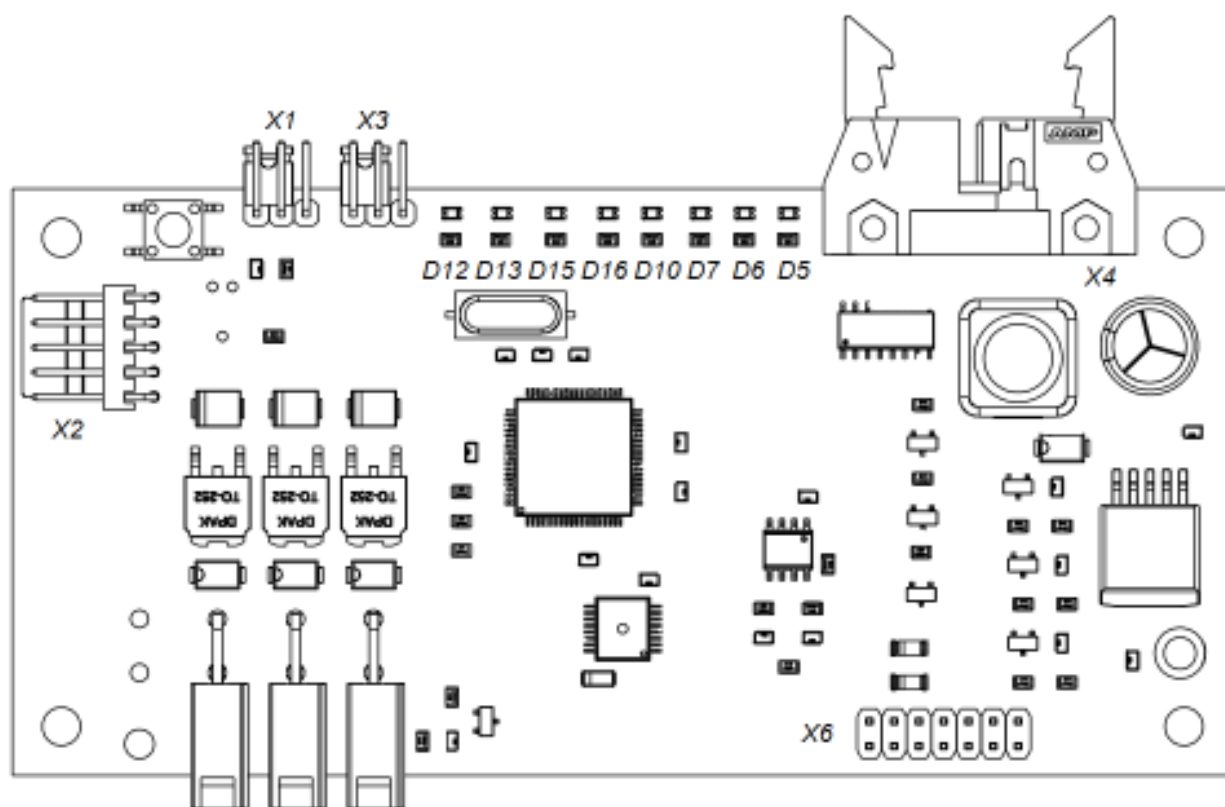 X1 X3
AMP
D12 D13 D15 D16 D10 D7 D6 D5
X4
X2
TO-252 TO-252 TO-252
DPAK DPAK DPAK
X6